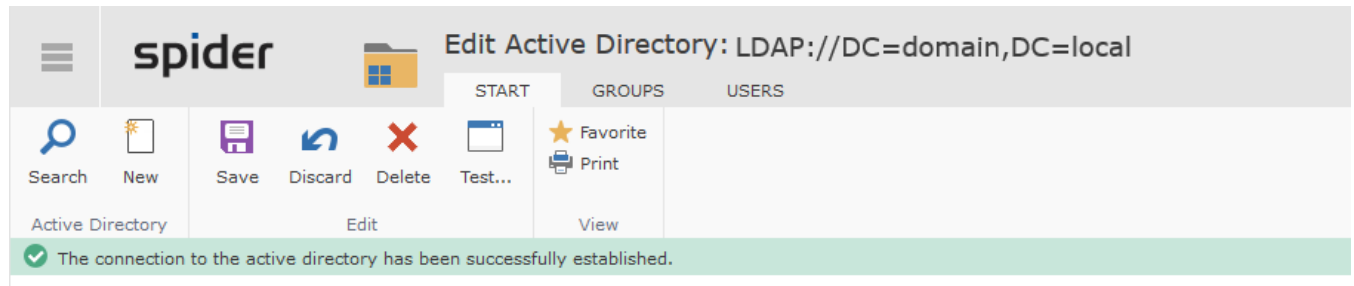 spider
Edit Active Directory: LDAP://DC=domain,DC=local
START GROUPS USERS
Search New Save Discard Delete Test... Favorite
Print
Active Directory Edit View
The connection to the active directory has been successfully established.